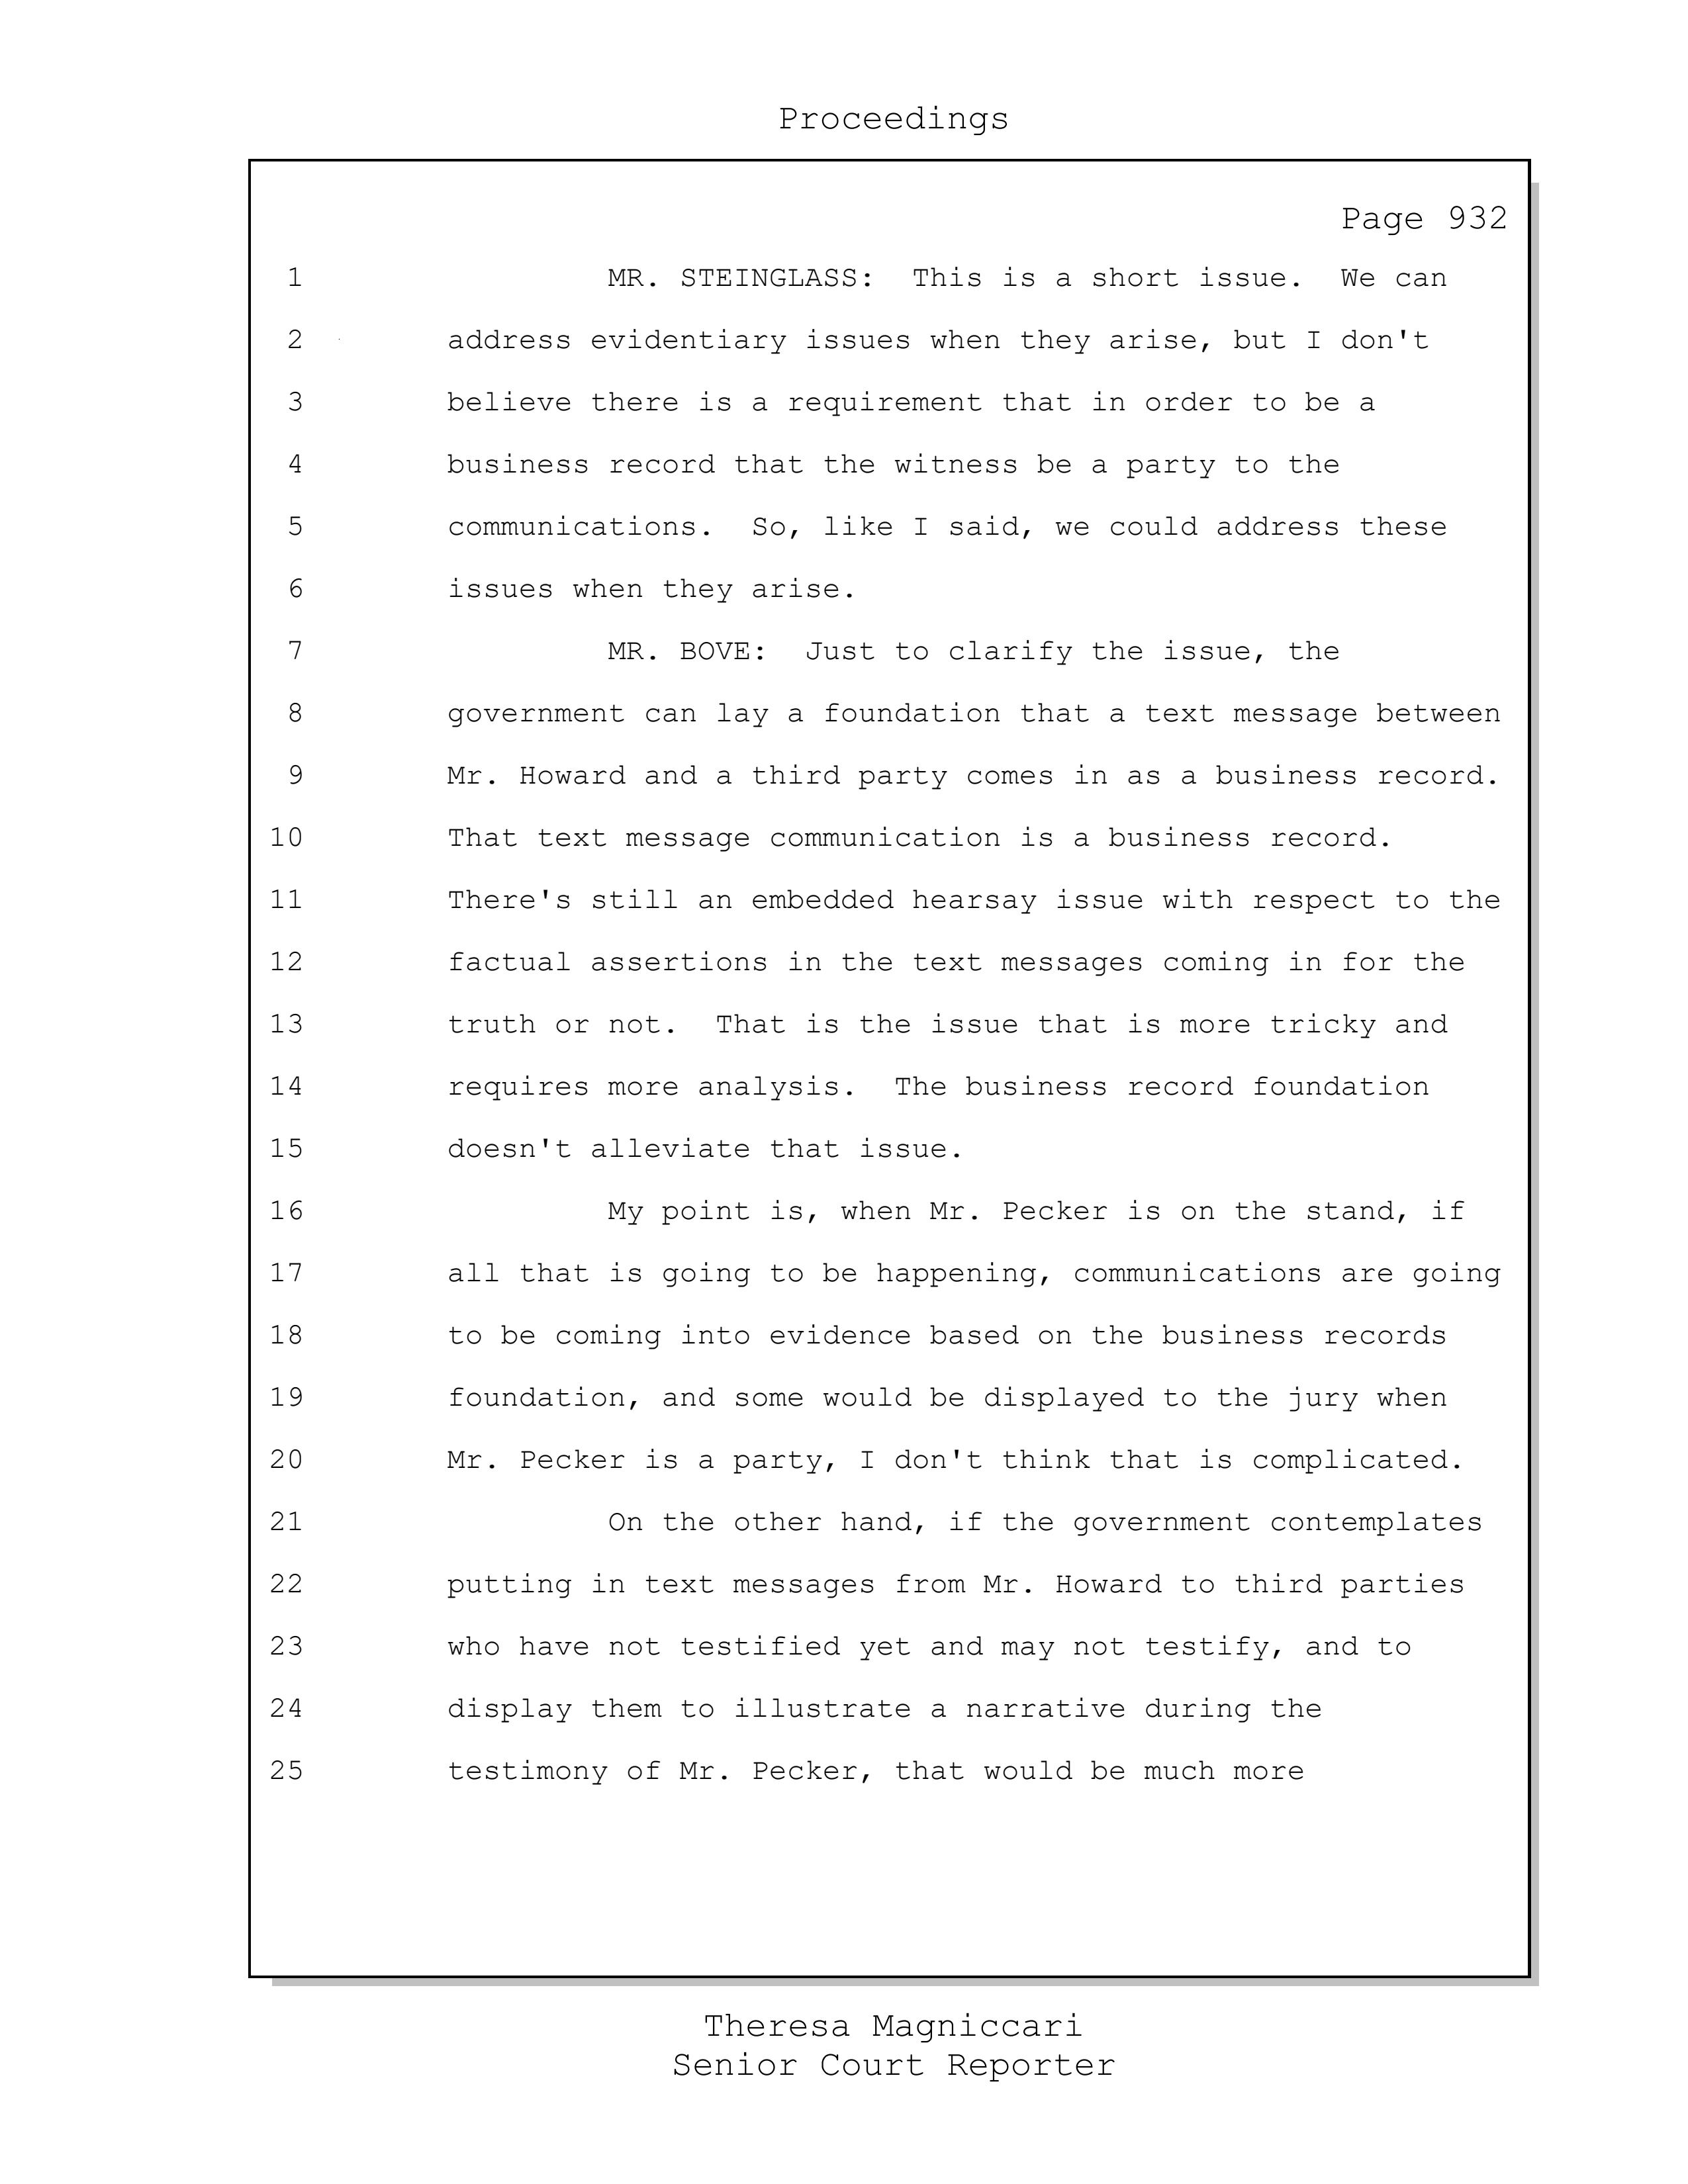 Proceedings
Page 932
1 MR. STEINGLASS: This is a short issue. We can
2 address evidentiary issues when they arise, but I don't
3 believe there is a requirement that in order to be a
4 business record that the witness be a party to the
5 communications. So, like I said, we could address these
6 issues when they arise.
7 MR. BOVE: Just to clarify the issue, the
8 government can lay a foundation that a text message between
9 Mr. Howard and a third party comes in as a business record.
10 That text message communication is a business record.
11 There's still an embedded hearsay issue with respect to the
12 factual assertions in the text messages coming in for the
13 truth or not. That is the issue that is more tricky and
14 requires more analysis. The business record foundation
15 doesn't alleviate that issue.
16 My point is, when Mr. Pecker is on the stand, if
17 all that is going to be happening, communications are going
18 to be coming into evidence based on the business records
19 foundation, and some would be displayed to the jury when
20 Mr. Pecker is a party, I don't think that is complicated.
21 On the other hand, if the government contemplates
22 putting in text messages from Mr. Howard to third parties
23 who have not testified yet and may not testify, and to
24 display them to illustrate a narrative during the
25 testimony of Mr. Pecker, that would be much more
Theresa Magniccari
Senior Court Reporter